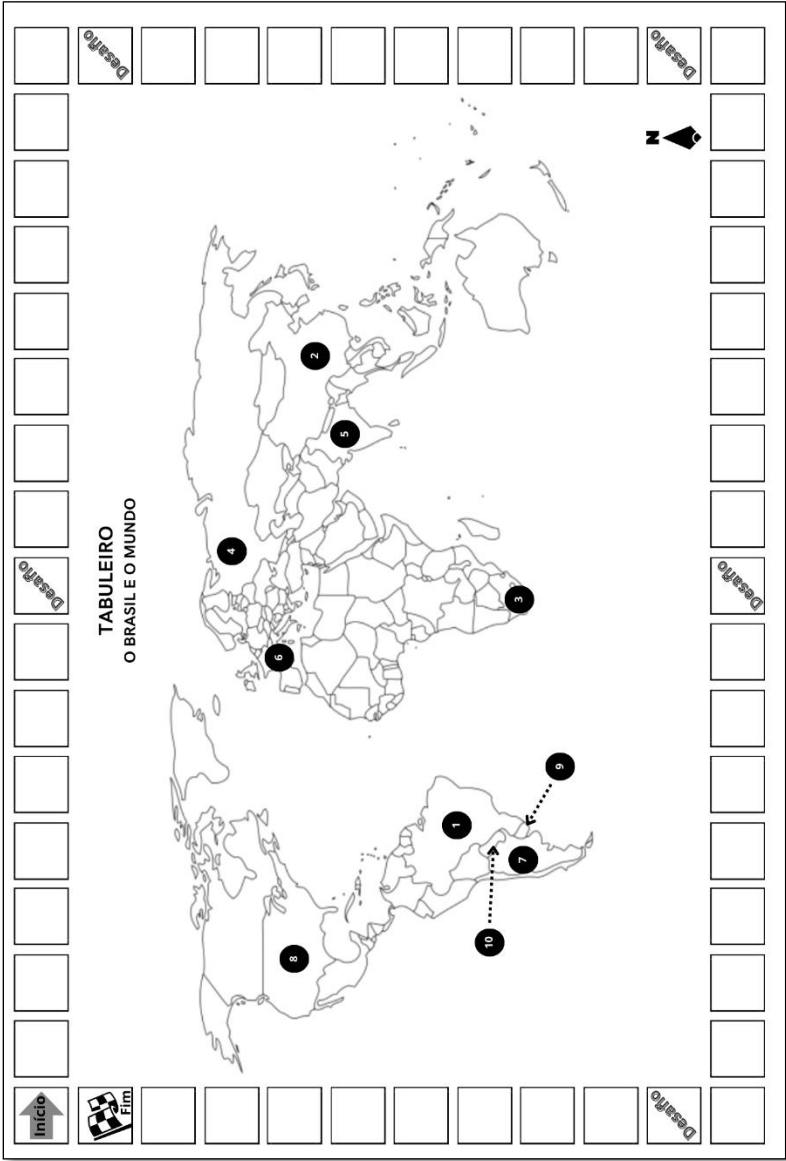 Início
Desafio
Fim
TABULEIRO
Desafio
O BRASIL E O MUNDO
4
6
8
2
5
1
10
3
7
9
N
Desafio
Desafio
Desafio